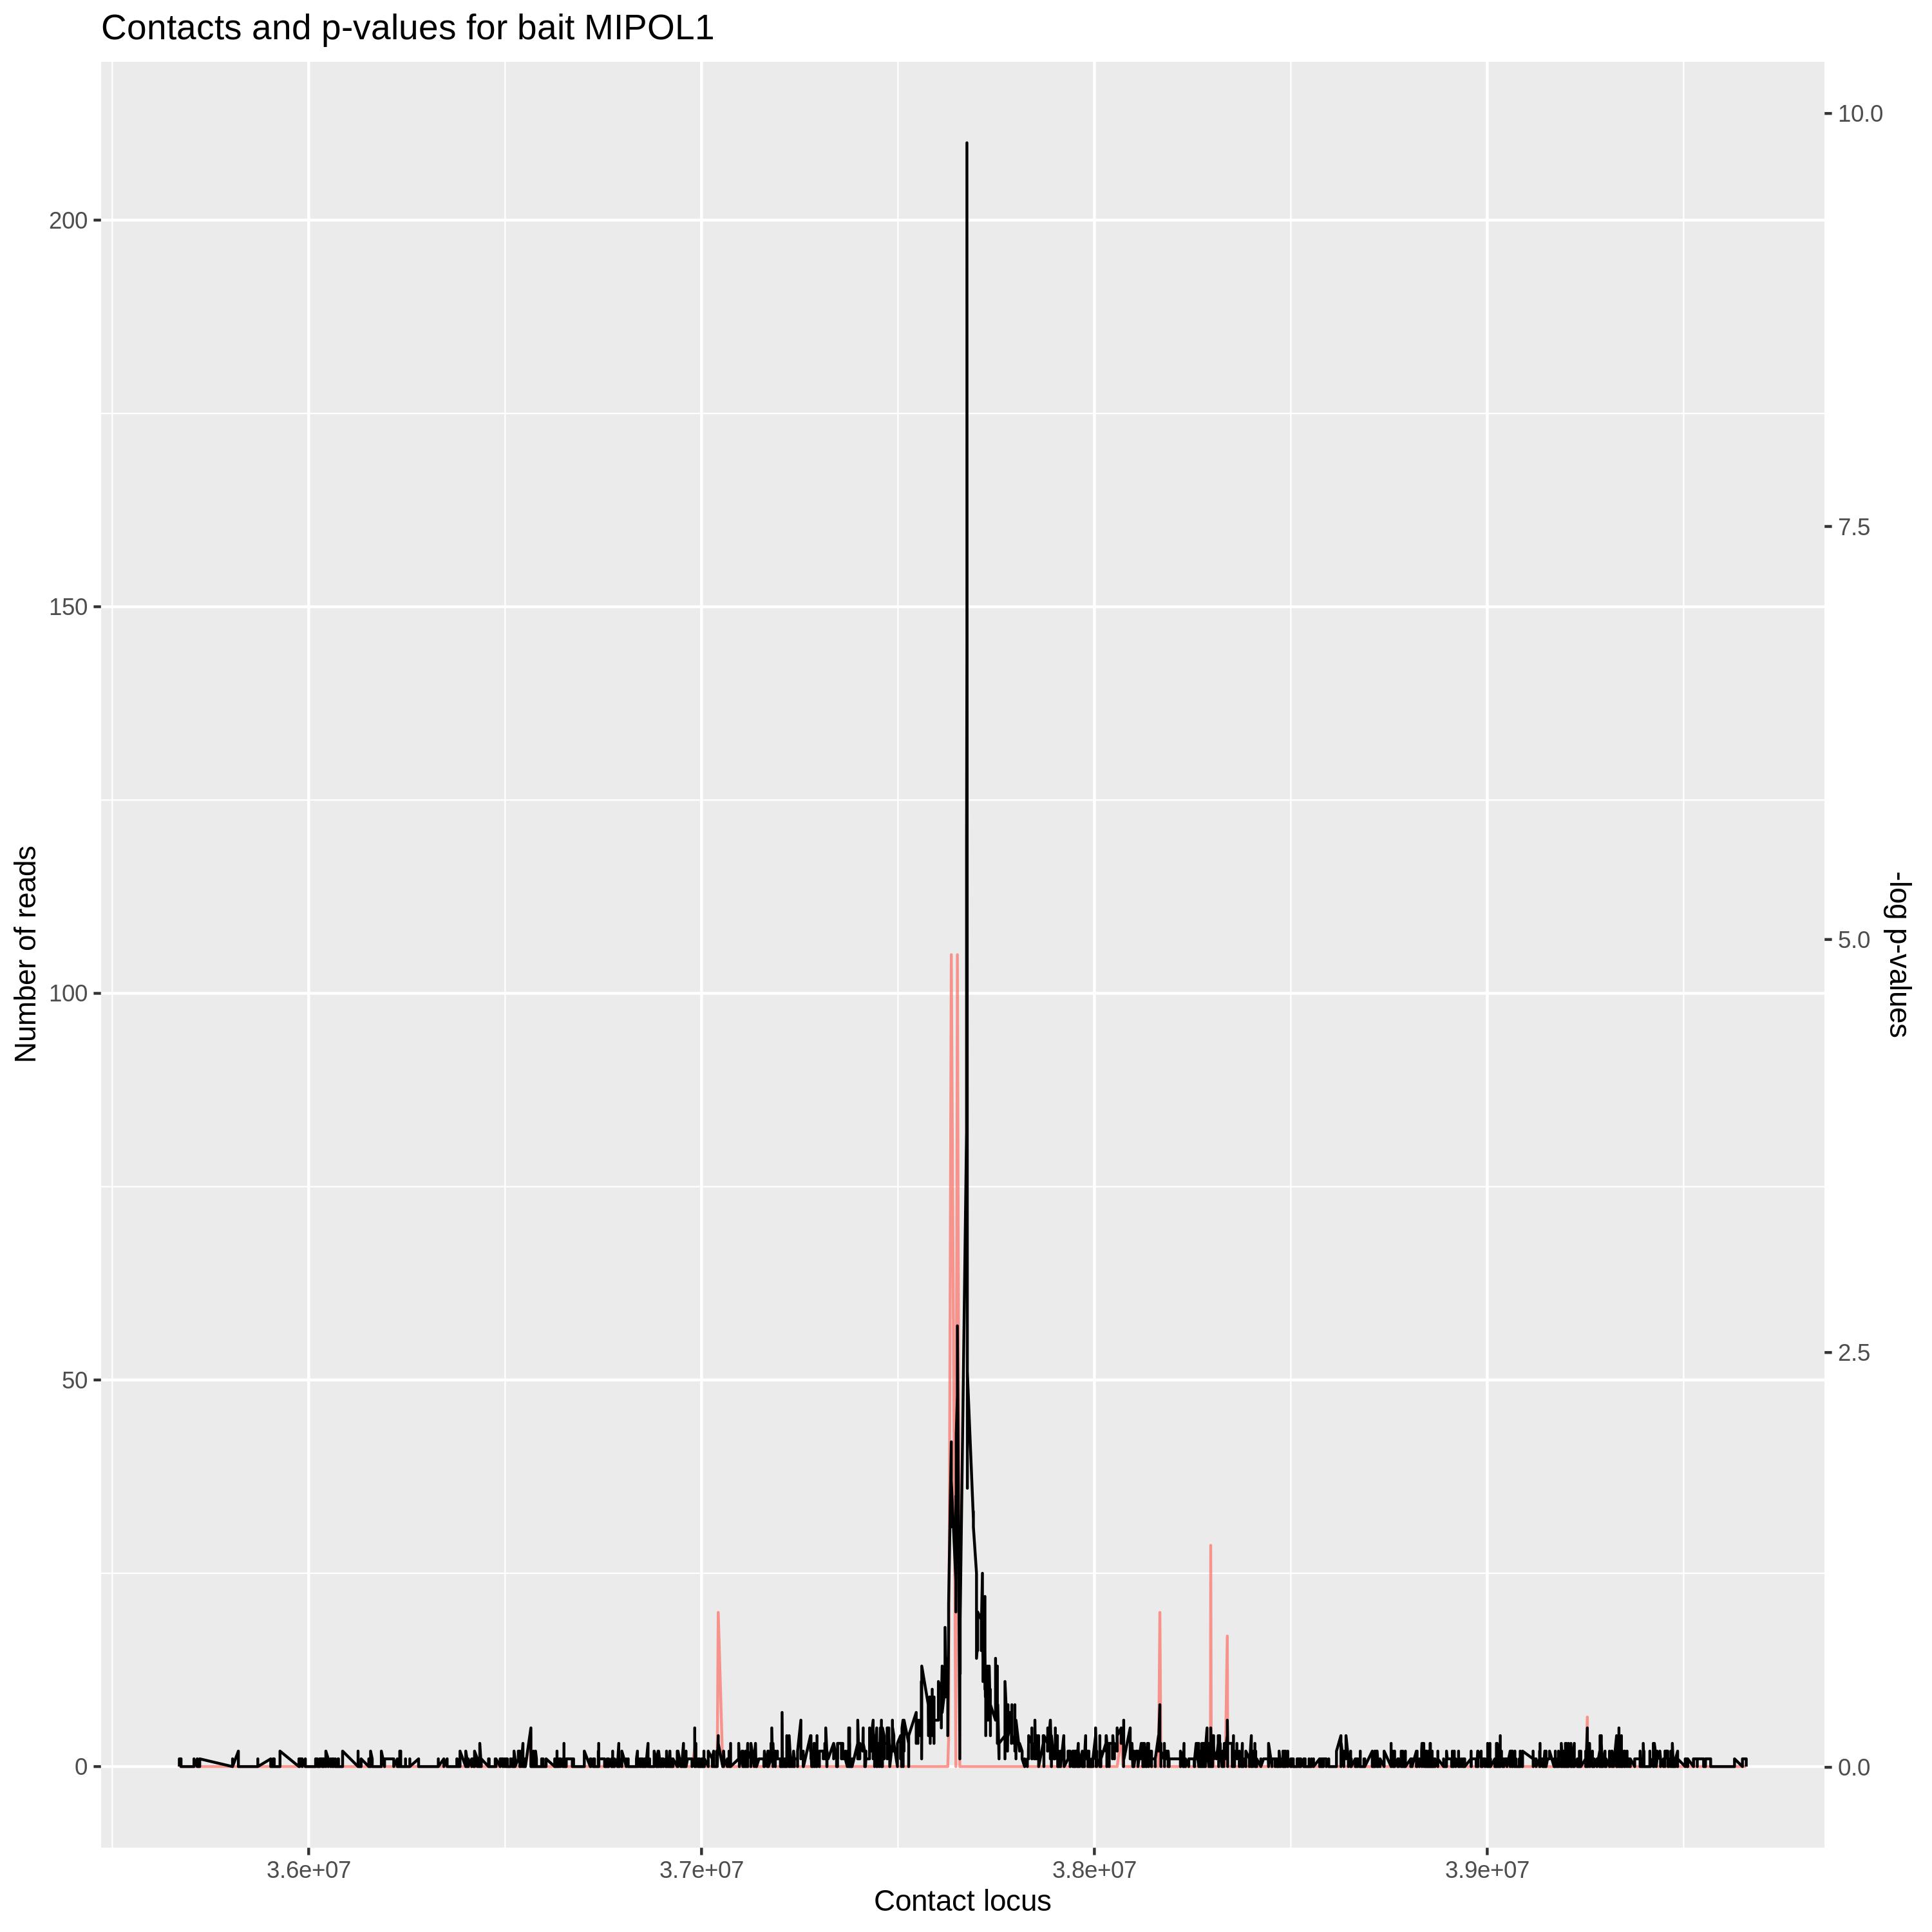 Contacts and p-values for bait MIPOL1
Number of reads
200
150
100
50
0
10.0
7.5
5.0
2.5
0.0
-log p-values
3.6e+07 3.7e+07 3.8e+07 3.9e+07
Contact locus